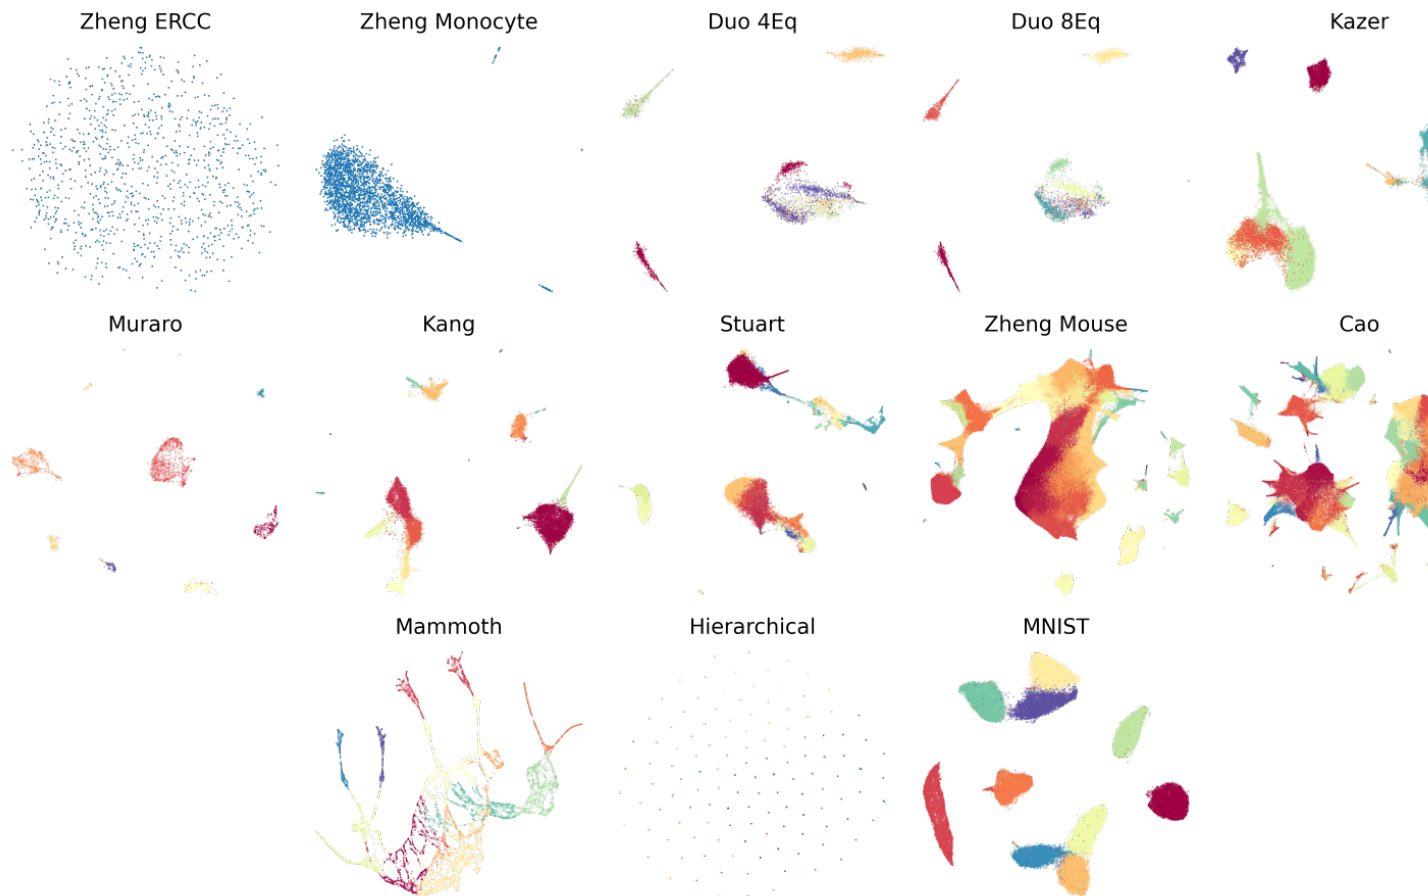 Zheng ERCC
Zheng Monocyte
Duo 4Eq
Duo 8Eq
Kazer
Muraro
Kang
Stuart
Zheng Mouse
Cao
Mammoth
Hierarchical
MNIST